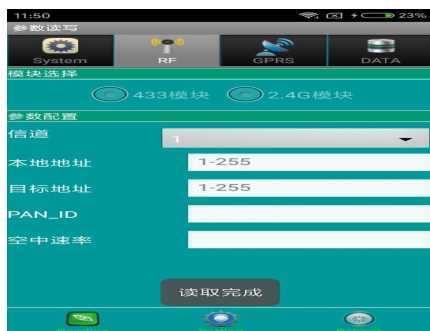 11:50 23%
参数读写
System RF GPRS DATA
模块选择
433模块 2.4G模块
参数配置
信道 1
本地地址 1-255
目标地址 1-255
PAN_ID
空中速率
读取完成